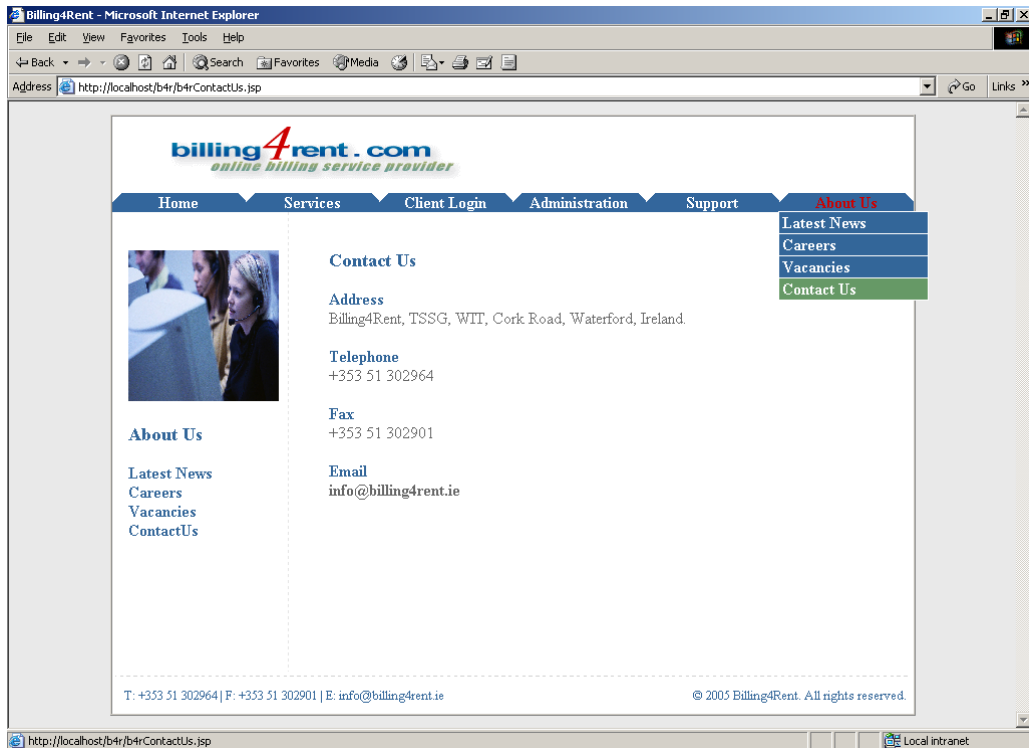 Billing4Rent - Microsoft Internet Explorer
File Edit View Favorites Tools Help
Back Search Favorites Media
Address http://localhost/b4r/b4rContactUs.jsp Go Links »
billing4rent.com
online billing service provider
Home Services Client Login Administration Support About Us
Latest News
Careers
Vacancies
Contact Us
Contact Us
Address
Billing4Rent, TSSG, WIT, Cork Road, Waterford, Ireland.
Telephone
+353 51 302964
Fax
+353 51 302901
Email
info@billing4rent.ie
About Us
Latest News
Careers
Vacancies
ContactUs
T: +353 51 302964 | F: +353 51 302901 | E: info@billing4rent.ie
© 2005 Billing4Rent. All rights reserved.
http://localhost/b4r/b4rContactUs.jsp Local intranet